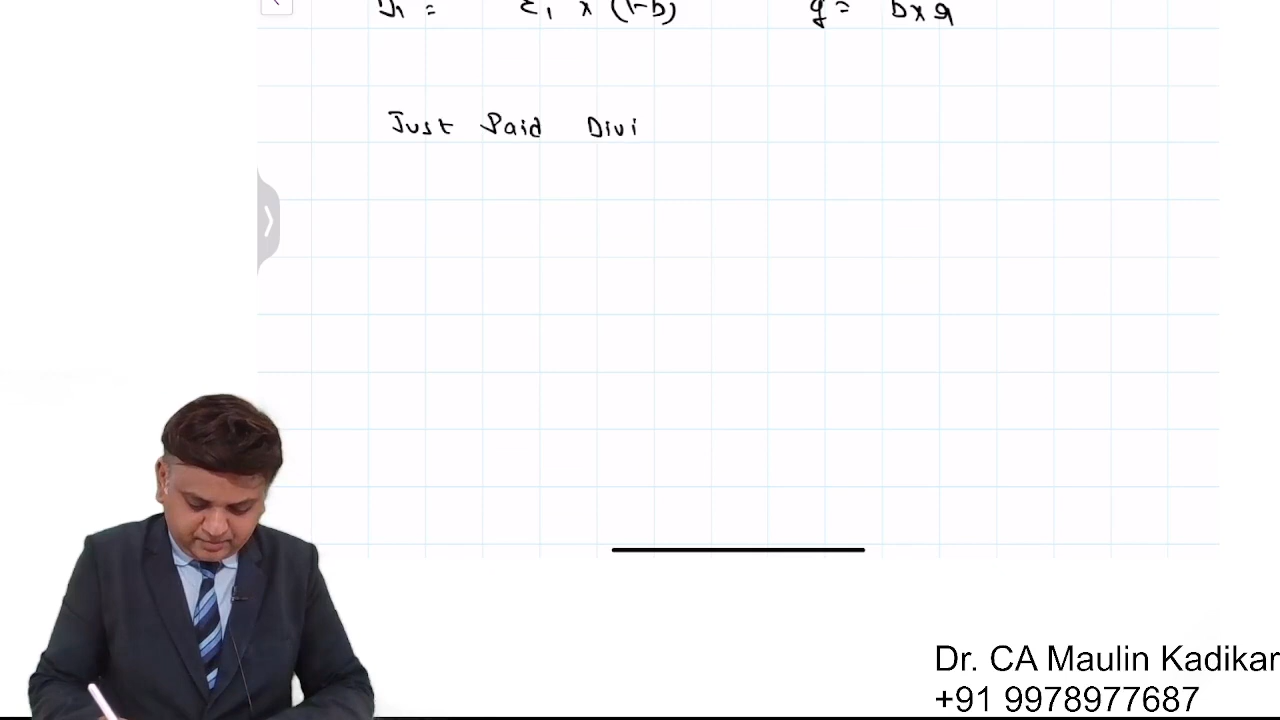 D₁ = E₁ x (1-b) g = b x r
Just Paid Divi
Dr. CA Maulin Kadikar
+91 9978977687